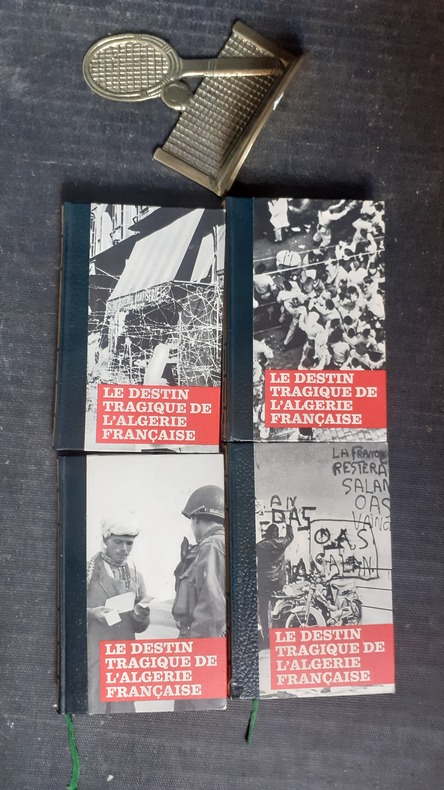 LE DESTIN
TRAGIQUE DE
L'ALGERIE
FRANÇAISE
LE DESTIN
TRAGIQUE DE
L'ALGERIE
FRANÇAISE
LE DESTIN
TRAGIQUE DE
L'ALGERIE
FRANÇAISE
LA FRANCE
RESTERA
SALAN
OAS
OAS
OAS
LE DESTIN
TRAGIQUE DE
L'ALGERIE
FRANÇAISE